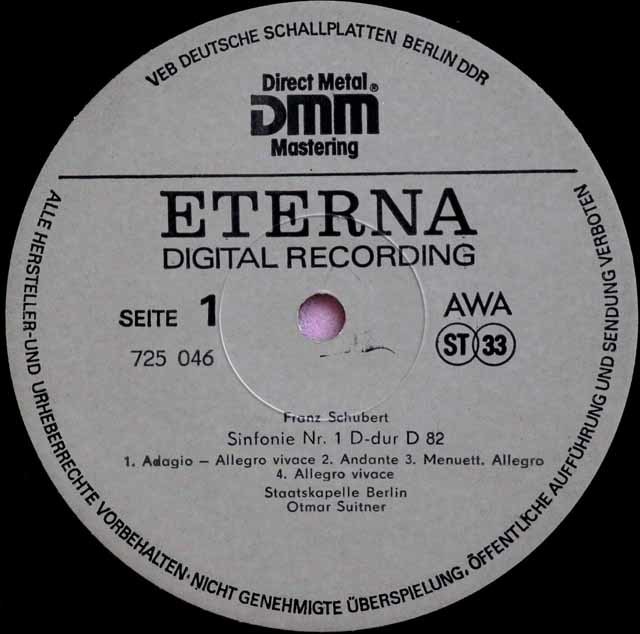 VEB DEUTSCHE SCHALLPLATTEN BERLIN DDR
Direct Metal®
DMM
Mastering
ETERNA
DIGITAL RECORDING
SEITE 1
725 046
AWA
ST 33
Franz Schubert
Sinfonie Nr. 1 D-dur D 82
1. Adagio – Allegro vivace 2. Andante 3. Menuett. Allegro
4. Allegro vivace
Staatskapelle Berlin
Otmar Suitner
ALLE HERSTELLER-UND URHEBERRECHTE VORBEHALTEN·NICHT GENEHMIGTE ÜBERSPIELUNG, ÖFFENTLICHE AUFFÜHRUNG UND SENDUNG VERBOTEN